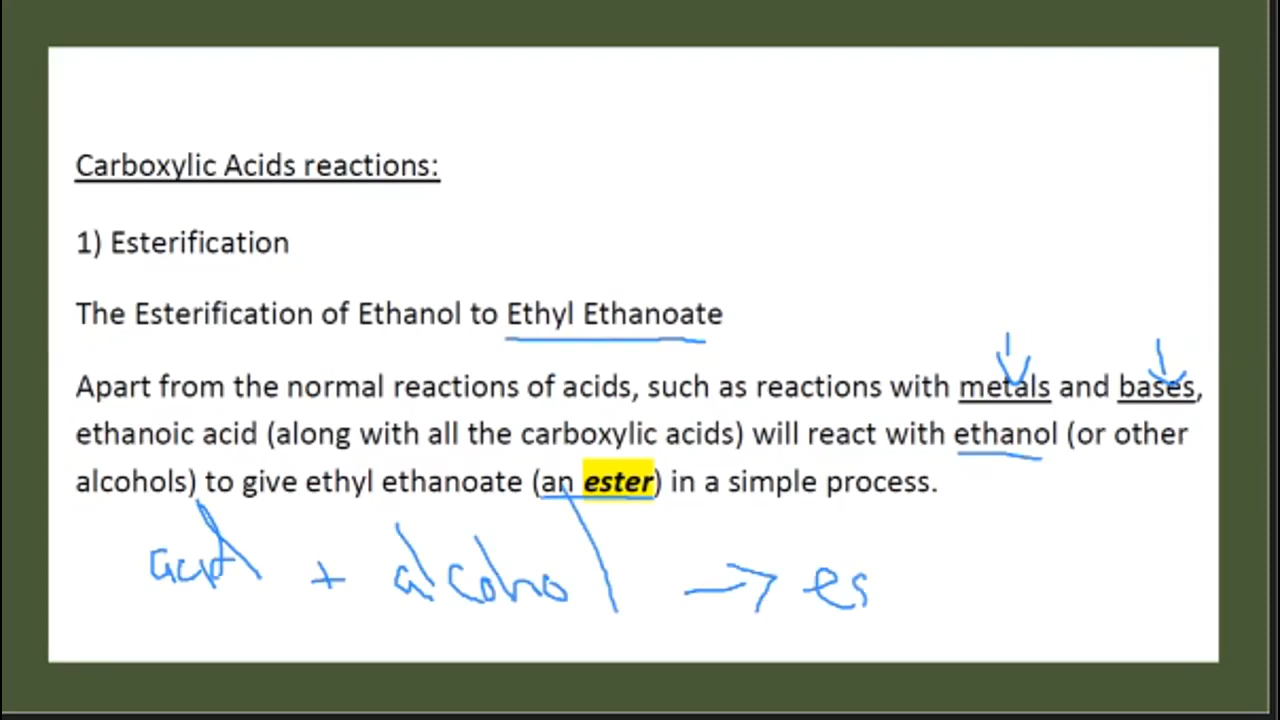 Carboxylic Acids reactions:
1) Esterification
The Esterification of Ethanol to Ethyl Ethanoate
Apart from the normal reactions of acids, such as reactions with metals and bases,
ethanoic acid (along with all the carboxylic acids) will react with ethanol (or other
alcohols) to give ethyl ethanoate (an ester) in a simple process.
acid + alcohol → es